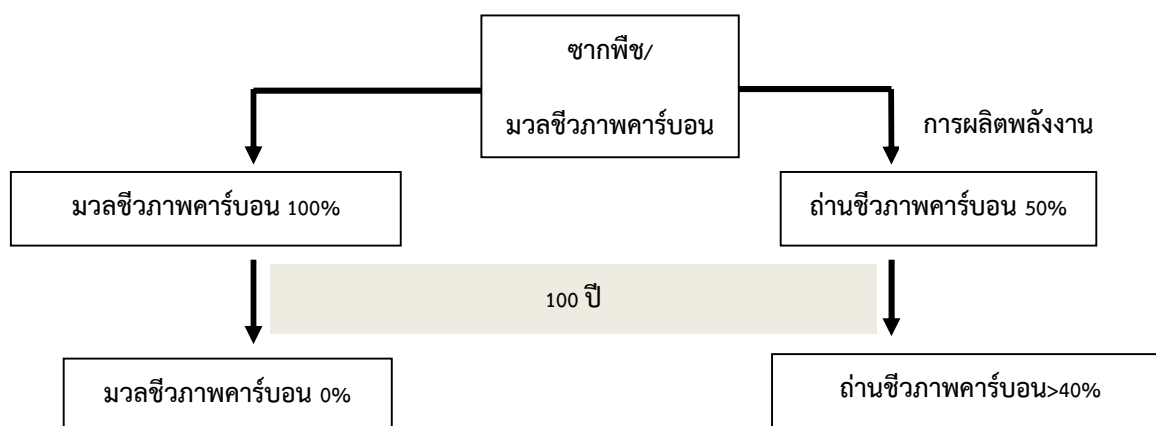 ซากพืช/
มวลชีวภาพคาร์บอน
การผลิตพลังงาน
มวลชีวภาพคาร์บอน 100%
ถ่านชีวภาพคาร์บอน 50%
100 ปี
มวลชีวภาพคาร์บอน 0%
ถ่านชีวภาพคาร์บอน>40%